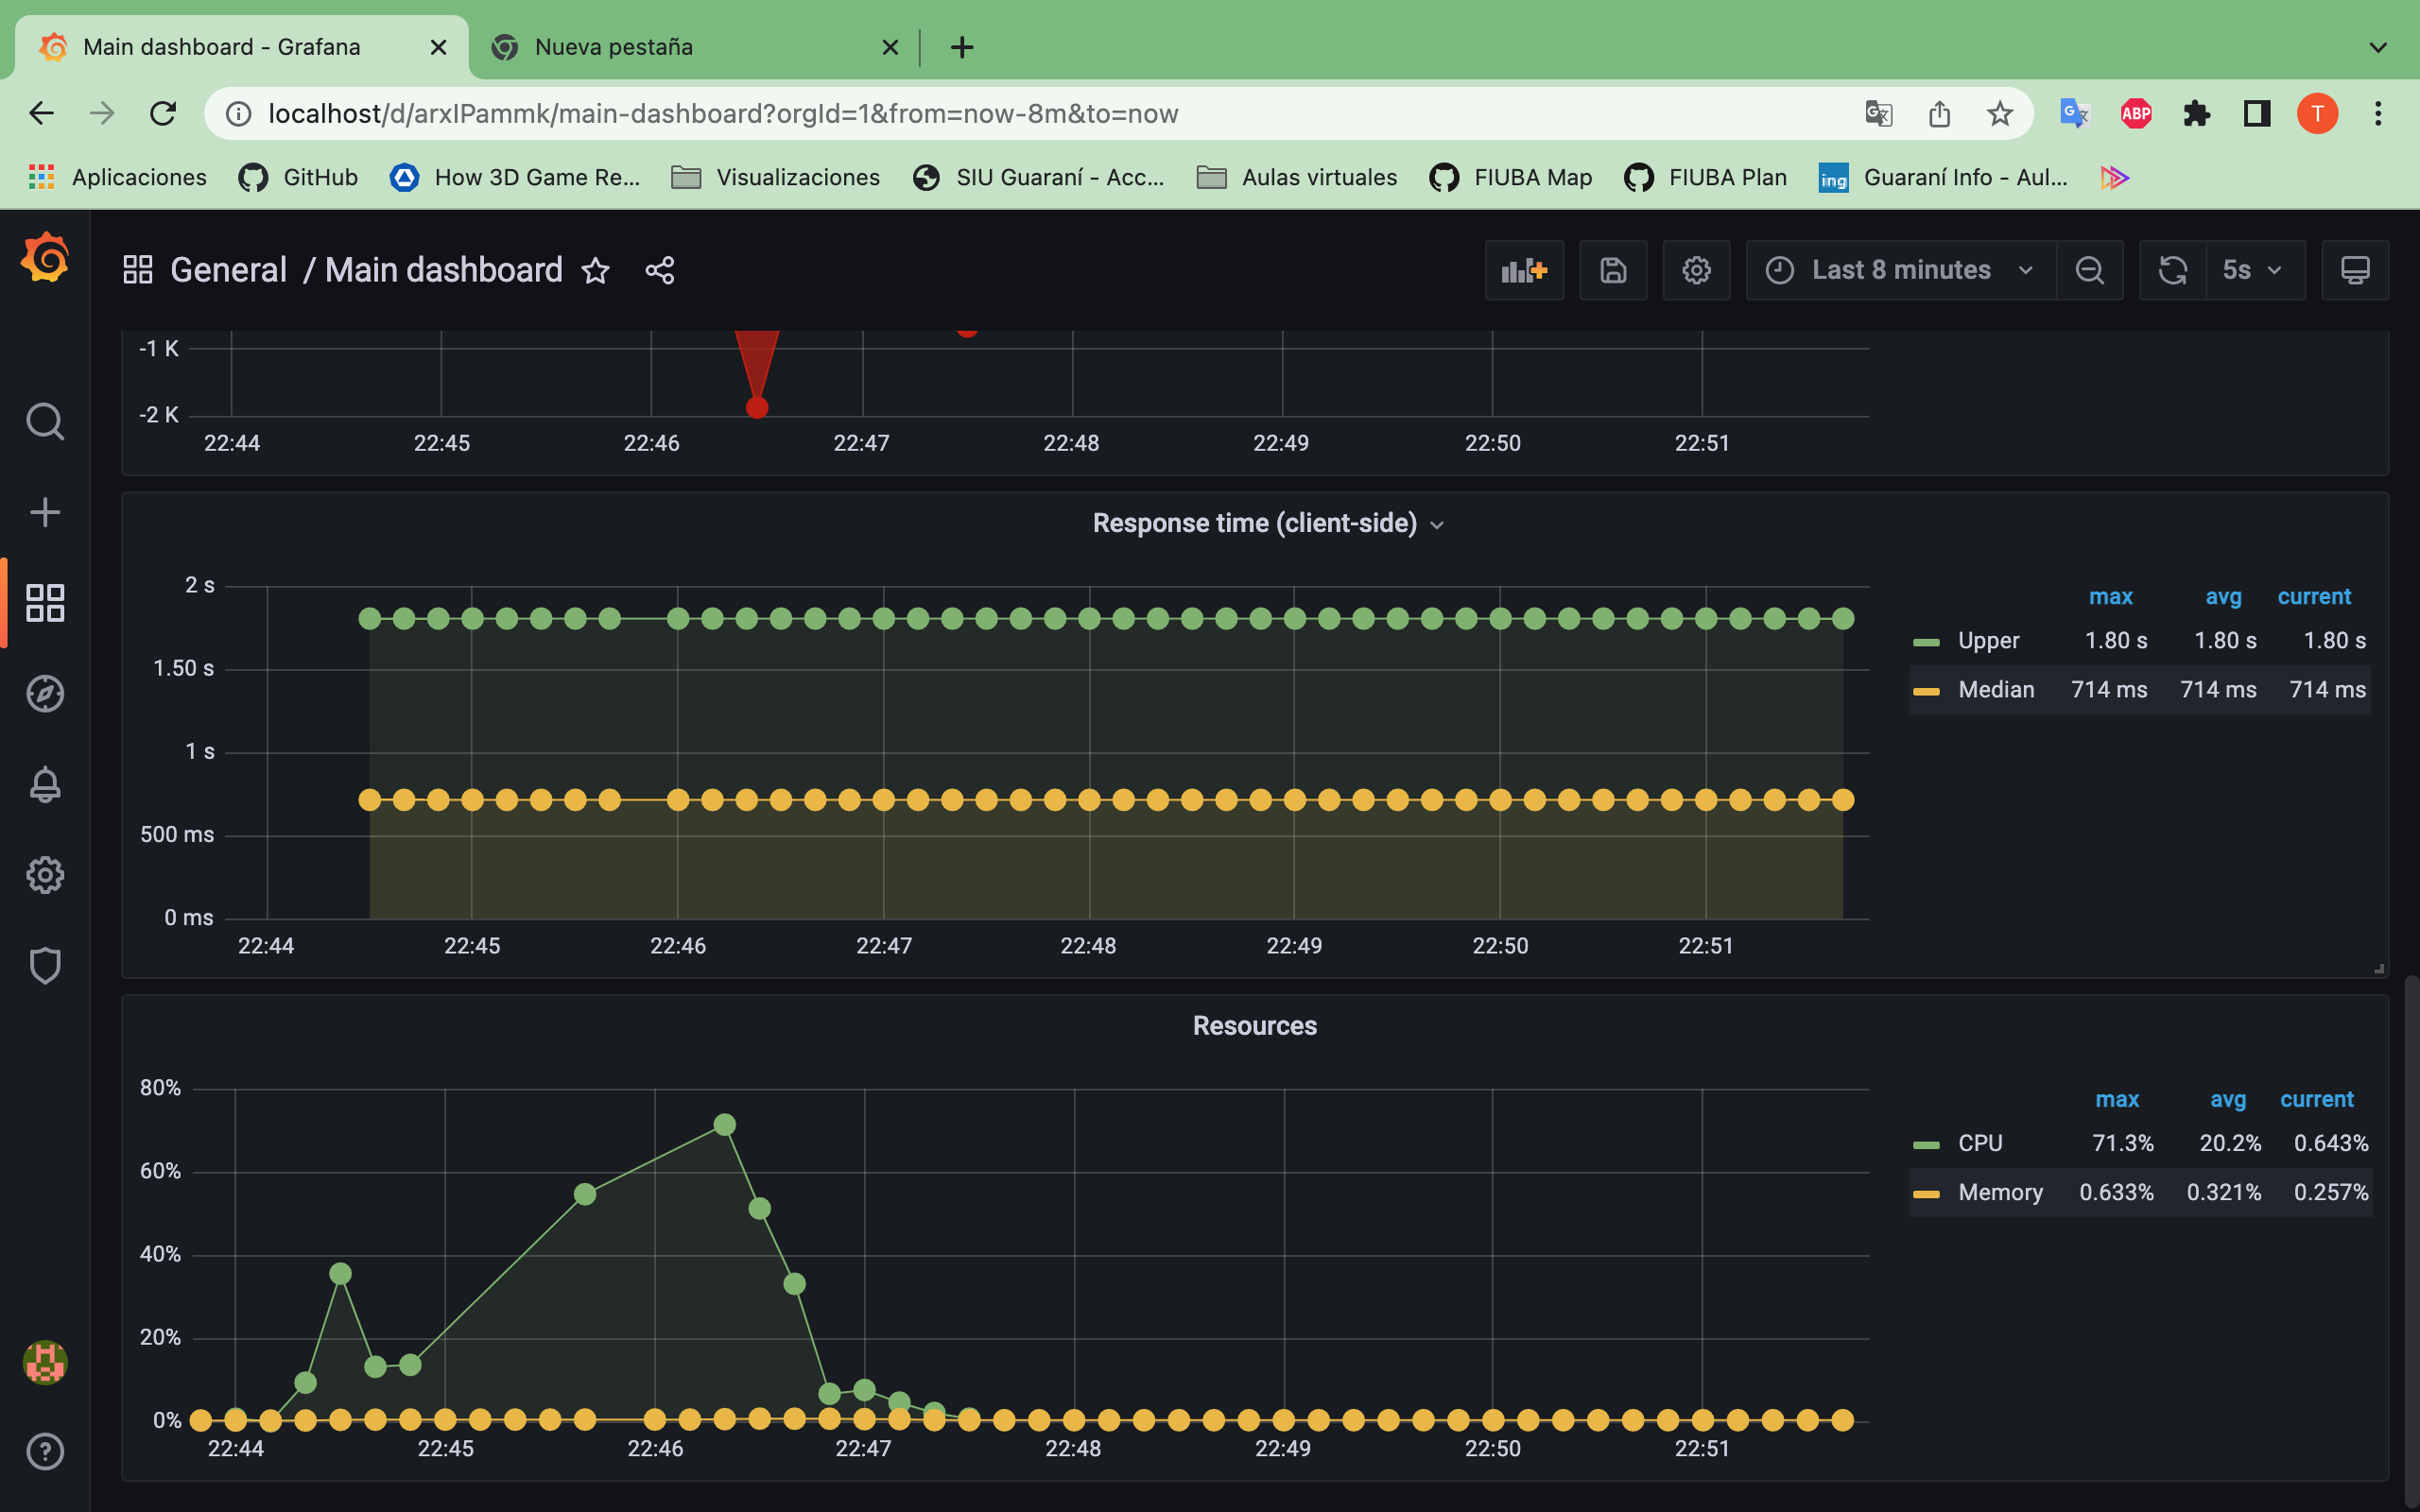 Main dashboard - Grafana
Nueva pestaña
localhost/d/arxIPammk/main-dashboard?orgId=1&from=now-8m&to=now
ABP
T
Aplicaciones GitHub How 3D Game Re... Visualizaciones SIU Guaraní - Acc... Aulas virtuales FIUBA Map FIUBA Plan ing Guaraní Info - Aul...
General / Main dashboard
Last 8 minutes
5s
-1 K
-2 K
22:44 22:45 22:46 22:47 22:48 22:49 22:50 22:51
Response time (client-side)
2 s
1.50 s
1 s
500 ms
0 ms
22:44 22:45 22:46 22:47 22:48 22:49 22:50 22:51
max avg current
Upper 1.80 s 1.80 s 1.80 s
Median 714 ms 714 ms 714 ms
Resources
80%
60%
40%
20%
0%
22:44 22:45 22:46 22:47 22:48 22:49 22:50 22:51
max avg current
CPU 71.3% 20.2% 0.643%
Memory 0.633% 0.321% 0.257%